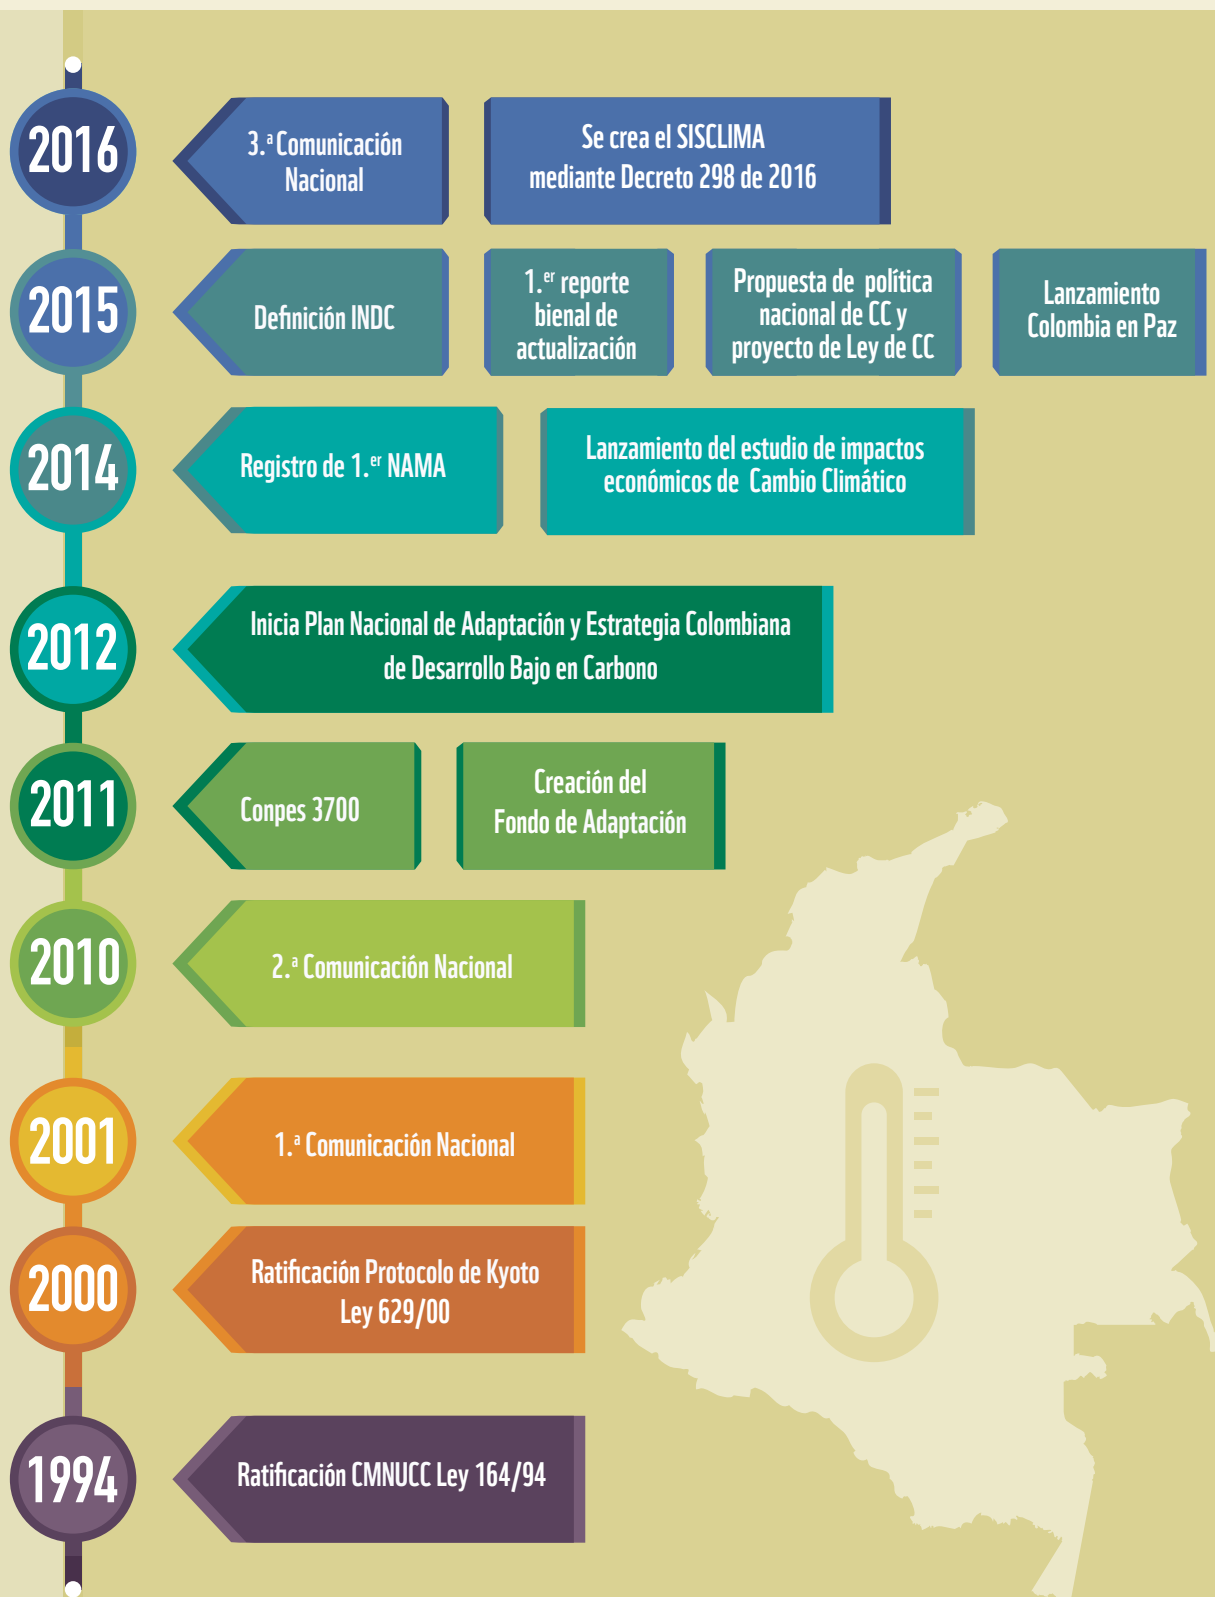 2016
3.ª Comunicación
Nacional
Se crea el SISCLIMA
mediante Decreto 298 de 2016
2015
Definición INDC
1.er reporte
bienal de
actualización
Propuesta de política
nacional de CC y
proyecto de Ley de CC
Lanzamiento
Colombia en Paz
2014
Registro de 1.er NAMA
Lanzamiento del estudio de impactos
económicos de Cambio Climático
2012
Inicia Plan Nacional de Adaptación y Estrategia Colombiana
de Desarrollo Bajo en Carbono
2011
Conpes 3700
Creación del
Fondo de Adaptación
2010
2.ª Comunicación Nacional
2001
1.ª Comunicación Nacional
2000
Ratificación Protocolo de Kyoto
Ley 629/00
1994
Ratificación CMNUCC Ley 164/94